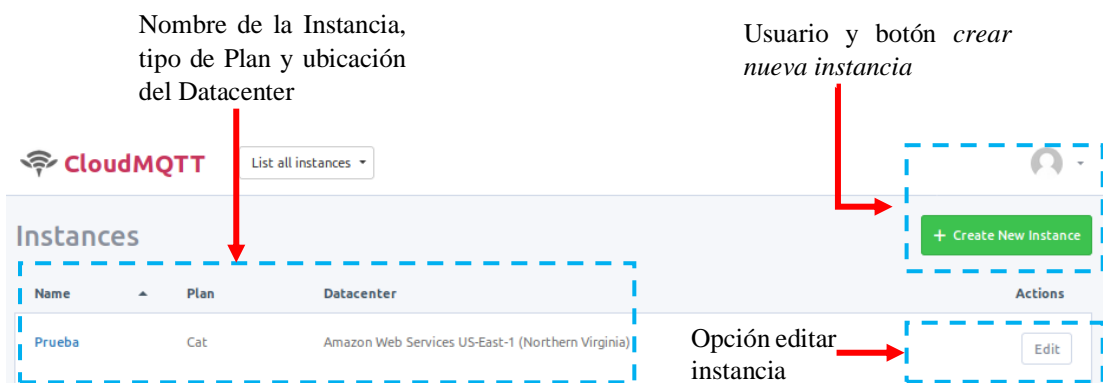 Nombre de la Instancia,
tipo de Plan y ubicación
del Datacenter
Usuario y botón crear
nueva instancia
CloudMQTT
List all instances
Instances
+ Create New Instance
Name Plan Datacenter Actions
Prueba Cat Amazon Web Services US-East-1 (Northern Virginia)
Opción editar
instancia
Edit